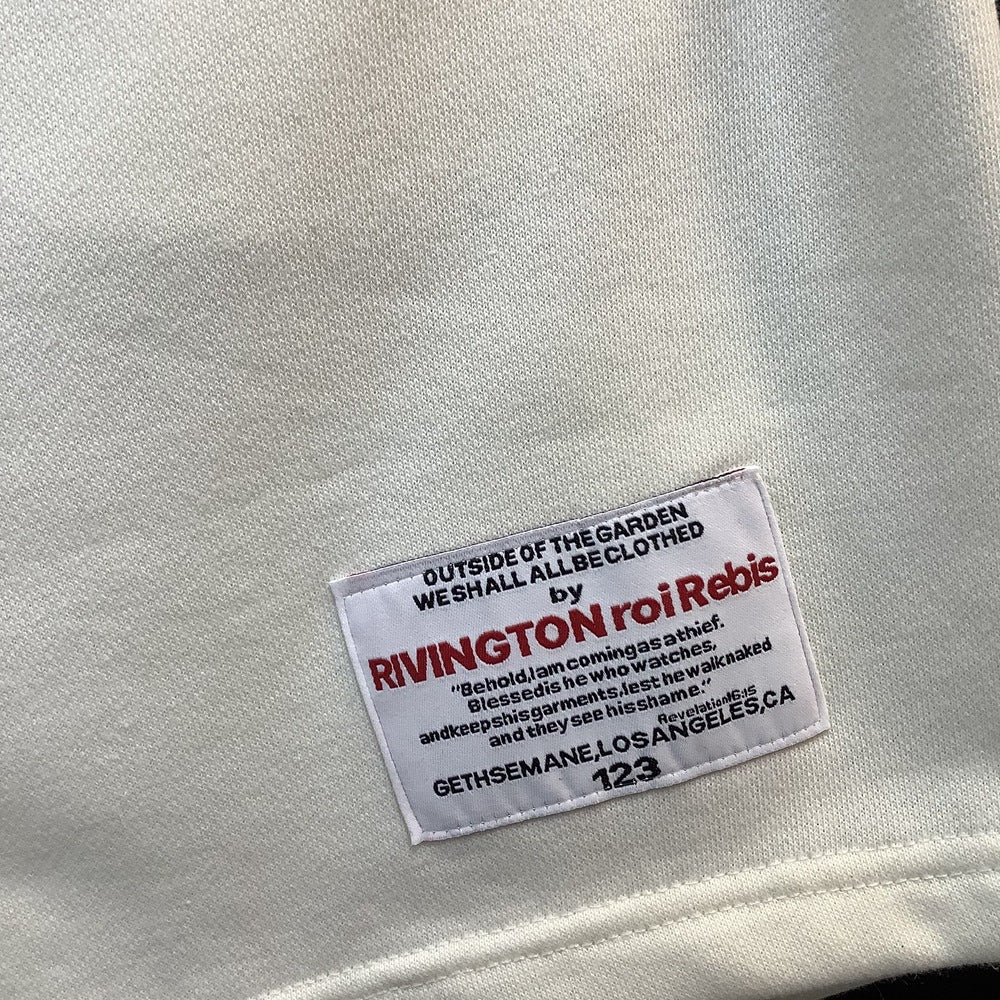 OUTSIDE OF THE GARDEN
WE SHALL ALL BE CLOTHED
by
RIVINGTON roi Rebis
"Behold, I am coming as a thief.
Blessed is he who watches,
and keeps his garments, lest he walk naked
and they see his shame."
Revelation 16:15
GETHSEMANE, LOS ANGELES, CA
123